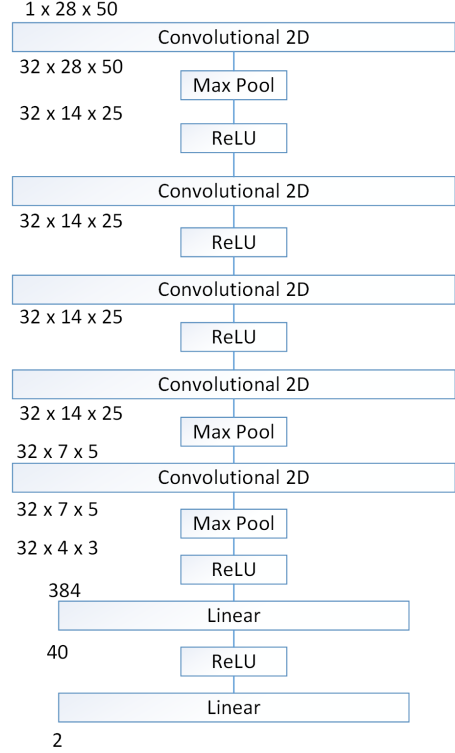 1 x 28 x 50
Convolutional 2D
32 x 28 x 50
Max Pool
32 x 14 x 25
ReLU
Convolutional 2D
32 x 14 x 25
ReLU
Convolutional 2D
32 x 14 x 25
ReLU
Convolutional 2D
32 x 14 x 25
Max Pool
32 x 7 x 5
Convolutional 2D
32 x 7 x 5
Max Pool
32 x 4 x 3
ReLU
384
Linear
40
ReLU
Linear
2